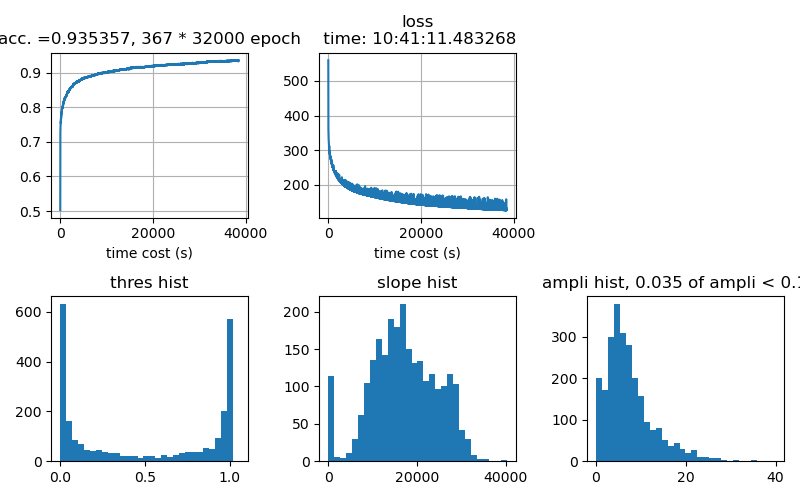 acc. =0.935357, 367 * 32000 epoch
loss
time: 10:41:11.483268
0.9
0.8
0.7
0.6
0.5
0 20000 40000
time cost (s)
500
400
300
200
0 20000 40000
time cost (s)
thres hist
600
400
200
0
0.0 0.5 1.0
slope hist
200
150
100
50
0
0 20000 40000
ampli hist, 0.035 of ampli < 0.1
300
200
100
0
0 20 40